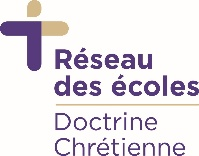 Réseau
des écoles
Doctrine
Chrétienne